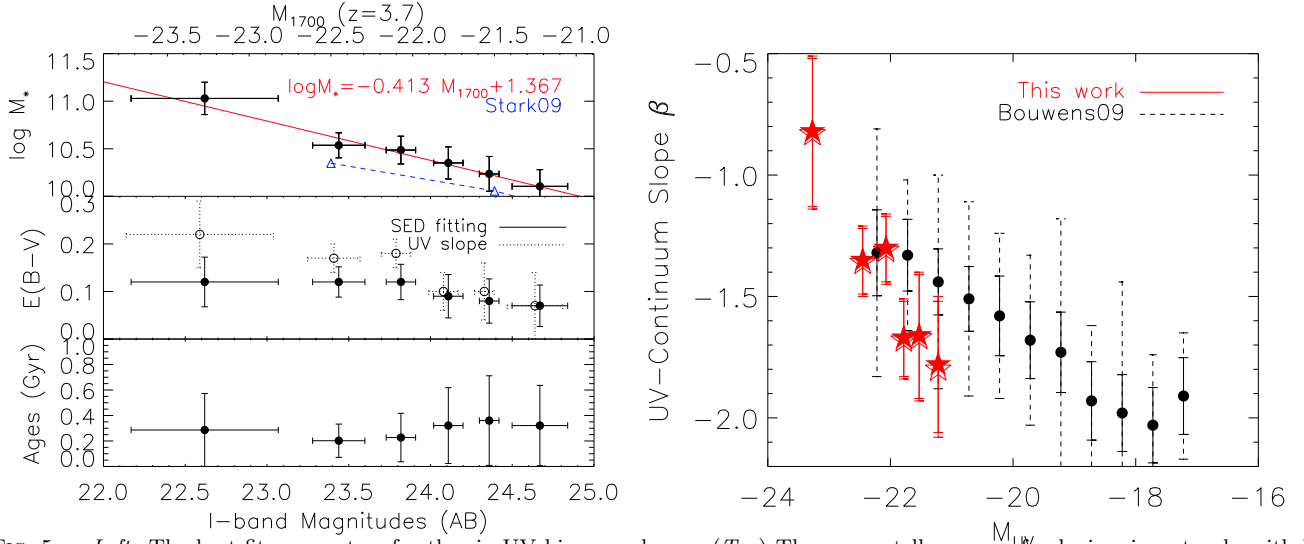 M1700 (z=3.7)
−23.5 −23.0 −22.5 −22.0 −21.5 −21.0
11.5
11.0
10.5
10.0
log M*
logM*=−0.413 M1700+1.367
Stark09
0.3
0.2
0.1
0.0
E(B−V)
SED fitting
UV slope
1.0
0.8
0.6
0.4
0.2
0.0
Ages (Gyr)
22.0 22.5 23.0 23.5 24.0 24.5 25.0
I−band Magnitudes (AB)
−0.5
−1.0
−1.5
−2.0
UV−Continuum Slope β
This work
Bouwens09
−24 −22 −20 −18 −16
MUV